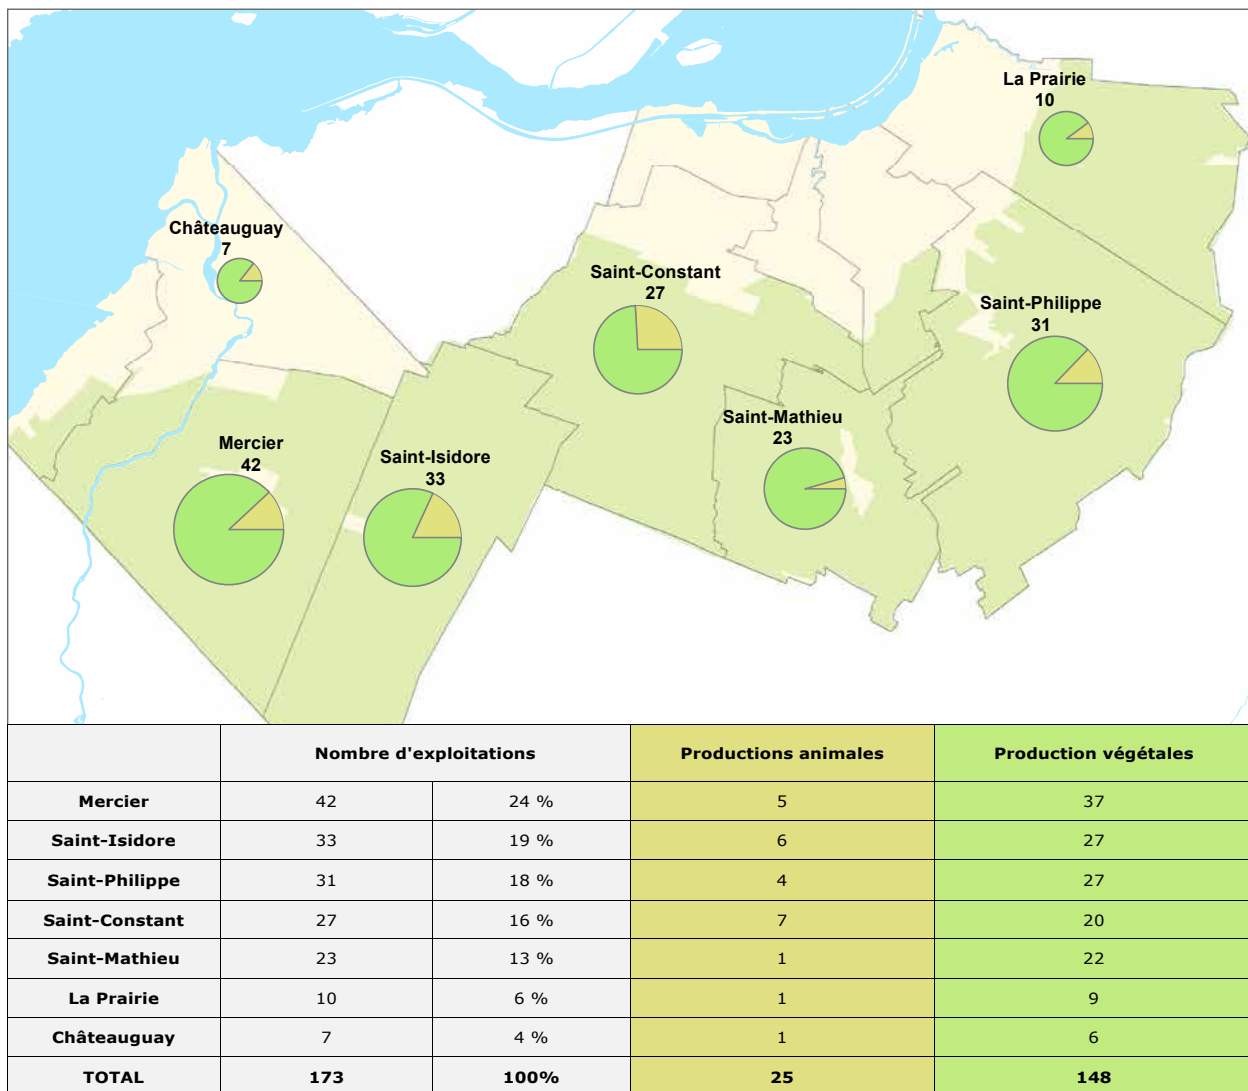 La Prairie
10
Châteauguay
7
Saint-Constant
27
Saint-Philippe
31
Saint-Mathieu
23
Mercier
42
Saint-Isidore
33
Nombre d'exploitations Productions animales Production végétales
Mercier 42 24 % 5 37
Saint-Isidore 33 19 % 6 27
Saint-Philippe 31 18 % 4 27
Saint-Constant 27 16 % 7 20
Saint-Mathieu 23 13 % 1 22
La Prairie 10 6 % 1 9
Châteauguay 7 4 % 1 6
TOTAL 173 100% 25 148